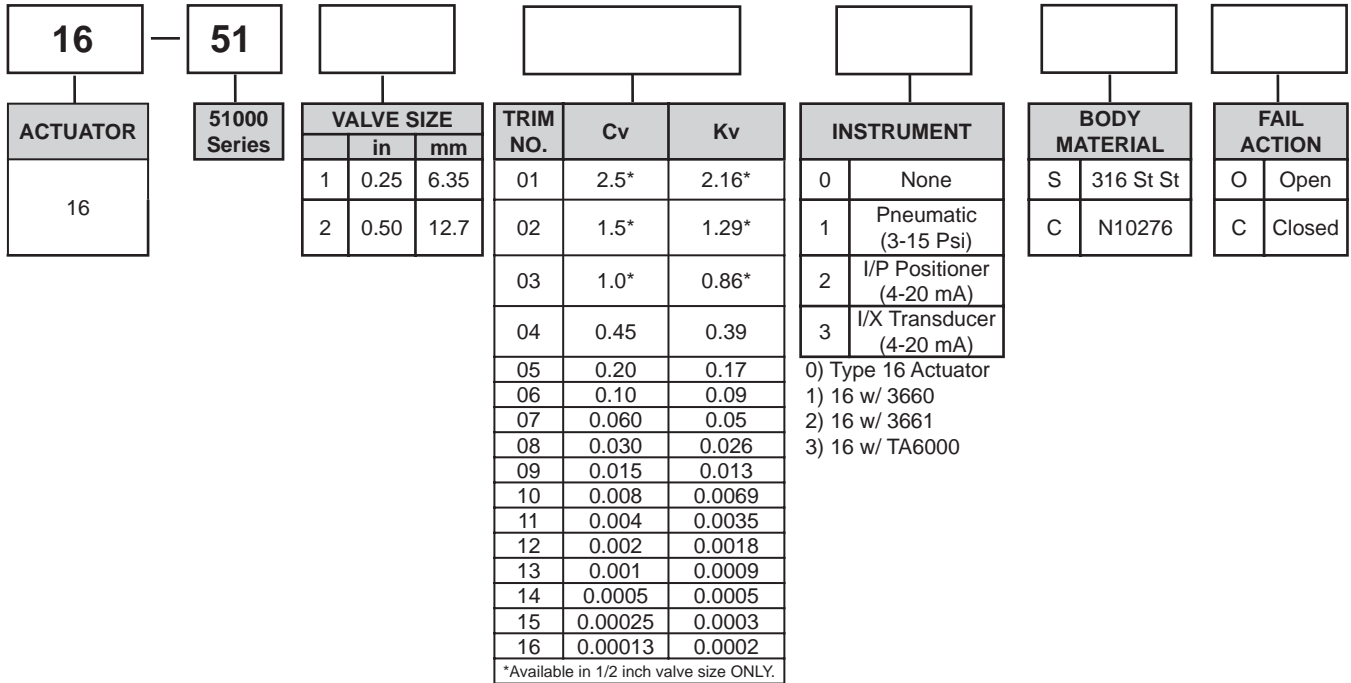 16 — 51
ACTUATOR
16
51000
Series
VALVE SIZE
in mm
1 0.25 6.35
2 0.50 12.7
TRIM NO. Cv Kv
01 2.5* 2.16*
02 1.5* 1.29*
03 1.0* 0.86*
04 0.45 0.39
05 0.20 0.17
06 0.10 0.09
07 0.060 0.05
08 0.030 0.026
09 0.015 0.013
10 0.008 0.0069
11 0.004 0.0035
12 0.002 0.0018
13 0.001 0.0009
14 0.0005 0.0005
15 0.00025 0.0003
16 0.00013 0.0002
*Available in 1/2 inch valve size ONLY.
INSTRUMENT
0 None
1 Pneumatic
(3-15 Psi)
2 I/P Positioner
(4-20 mA)
3 I/X Transducer
(4-20 mA)
0) Type 16 Actuator
1) 16 w/ 3660
2) 16 w/ 3661
3) 16 w/ TA6000
BODY
MATERIAL
S 316 St St
C N10276
FAIL
ACTION
O Open
C Closed